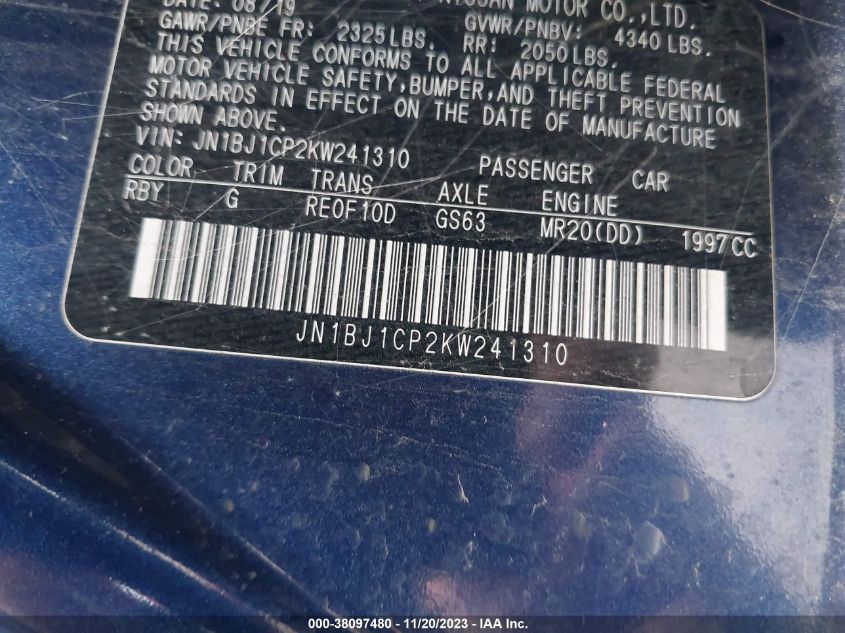 DATE: 08/19 NISSAN MOTOR CO.,LTD.
GAWR/PNBE FR: 2325LBS. GVWR/PNBV: 4340LBS.
RR: 2050LBS.
THIS VEHICLE CONFORMS TO ALL APPLICABLE FEDERAL
MOTOR VEHICLE SAFETY,BUMPER,AND THEFT PREVENTION
STANDARDS IN EFFECT ON THE DATE OF MANUFACTURE
SHOWN ABOVE.
VIN: JN1BJ1CP2KW241310 PASSENGER CAR
COLOR TRIM TRANS AXLE ENGINE
RBY G RE0F10D GS63 MR20(DD) 1997CC
JN1BJ1CP2KW241310
000-38097480 — 11/20/2023 — IAA Inc.